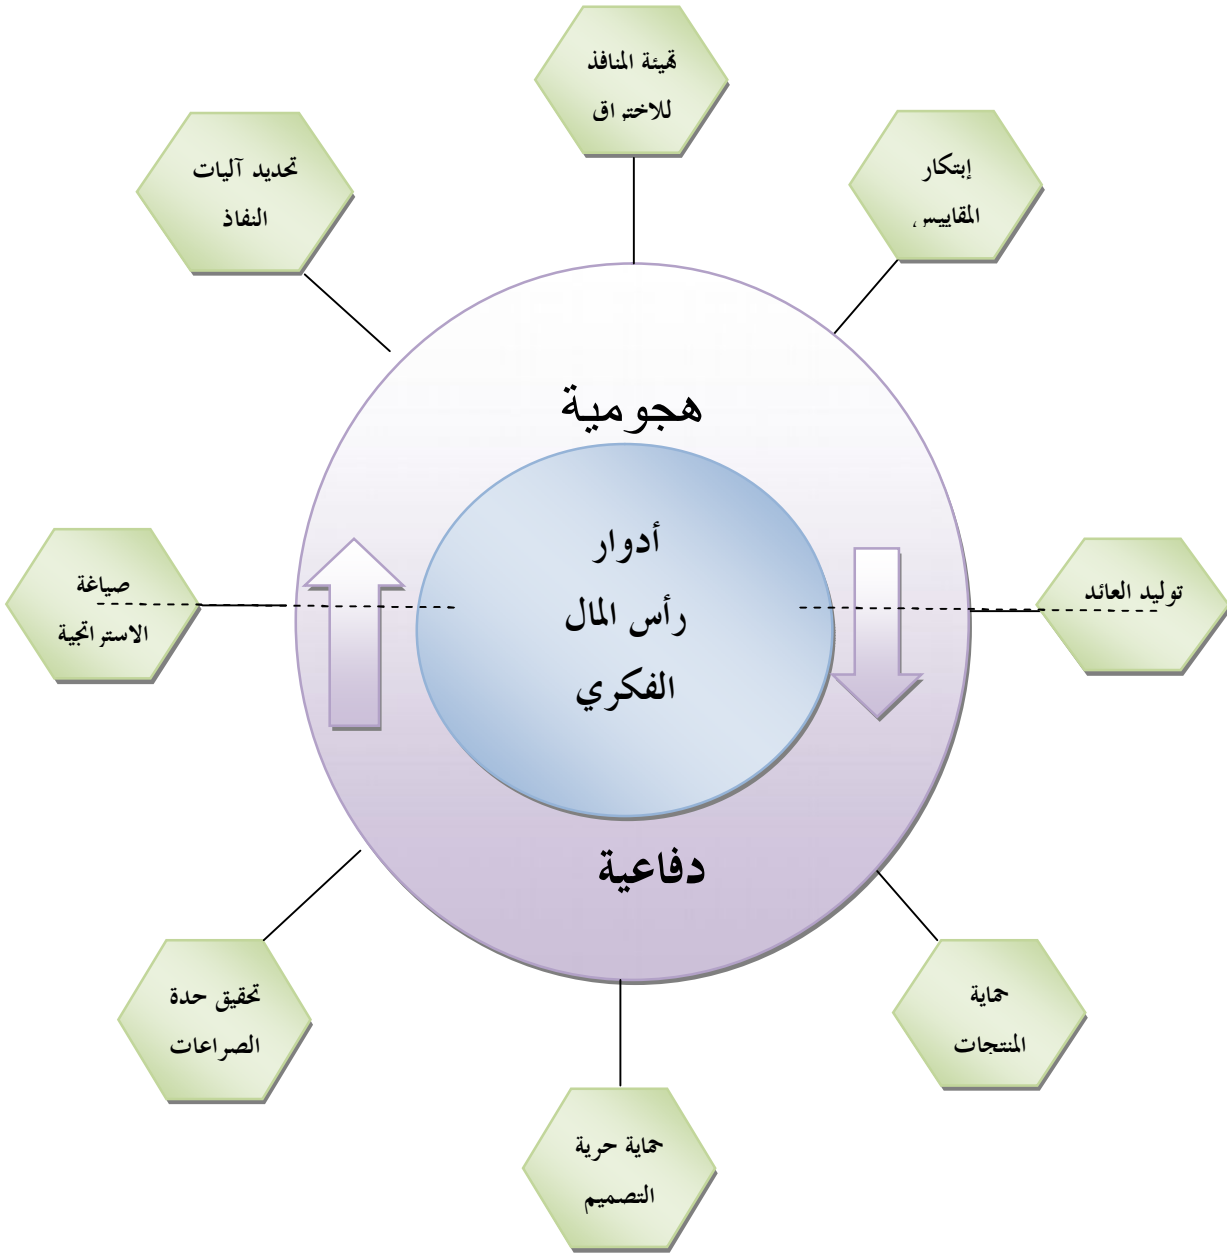 تهيئة المنافذ
للاختراق
إبتكار
المقاييس
تحديد آليات
النفاذ
هجومية
أدوار
رأس المال
الفكري
توليد العائد
صياغة
الاستراتجية
دفاعية
حماية
المنتجات
تحقيق حدة
الصراعات
حماية حرية
التصميم